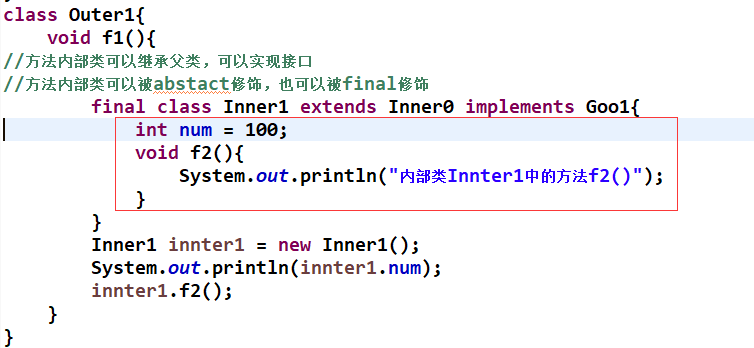 class Outer1{
void f1(){
//方法内部类可以继承父类，可以实现接口
//方法内部类可以被abstact修饰，也可以被final修饰
final class Inner1 extends Inner0 implements Goo1{
int num = 100;
void f2(){
System.out.println("内部类Innter1中的方法f2()");
}
}
Inner1 innter1 = new Inner1();
System.out.println(innter1.num);
innter1.f2();
}
}